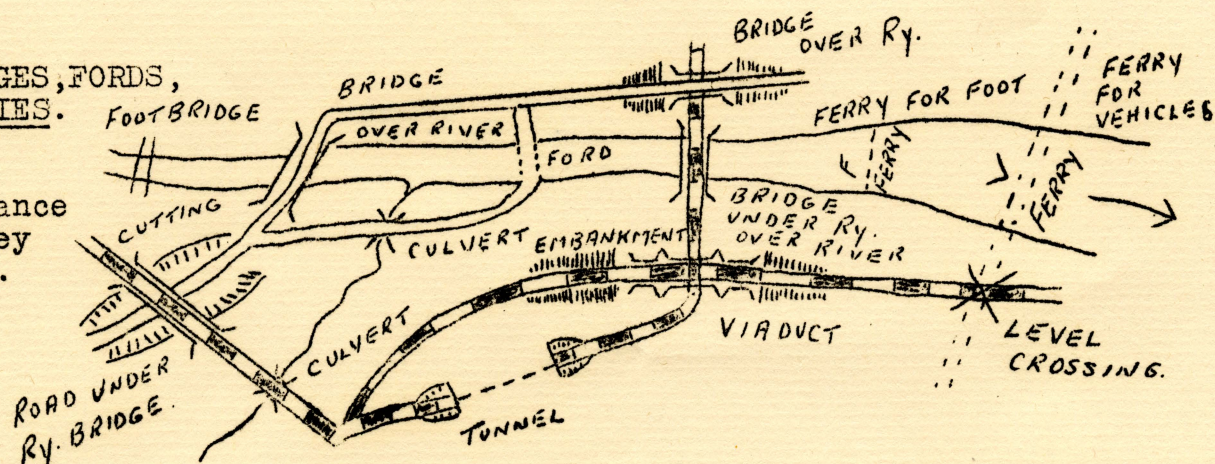 GES, FORDS,
IES.
ance
ey
.
FOOTBRIDGE
BRIDGE
OVER RIVER
FORD
BRIDGE
OVER Ry.
FERRY FOR FOOT
F
FERRY
FERRY
FOR
VEHICLES
V
FERRY
CUTTING
CULVERT
EMBANKMENT
BRIDGE
UNDER Ry.
OVER RIVER
CULVERT
VIADUCT
LEVEL
CROSSING.
ROAD UNDER
Ry. BRIDGE.
TUNNEL